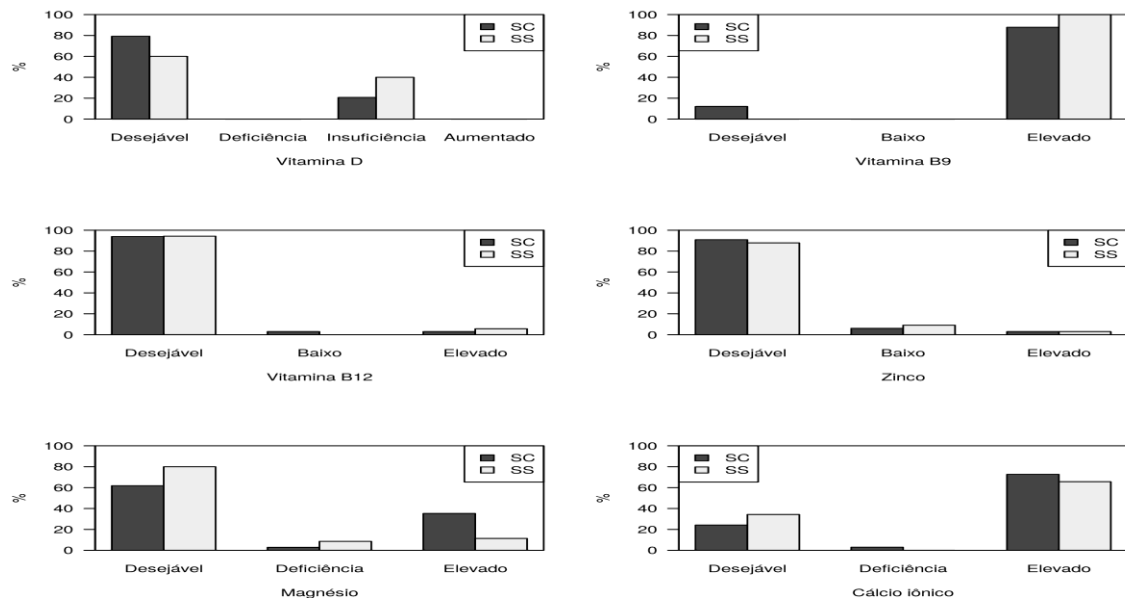 100
80
60
40
20
0
%
SC
SS
Desejável Deficiência Insuficiência Aumentado
Vitamina D
100
80
60
40
20
0
%
SC
SS
Desejável Baixo Elevado
Vitamina B9
100
80
60
40
20
0
%
SC
SS
Desejável Baixo Elevado
Vitamina B12
100
80
60
40
20
0
%
SC
SS
Desejável Baixo Elevado
Zinco
100
80
60
40
20
0
%
SC
SS
Desejável Deficiência Elevado
Magnésio
100
80
60
40
20
0
%
SC
SS
Desejável Deficiência Elevado
Cálcio iônico